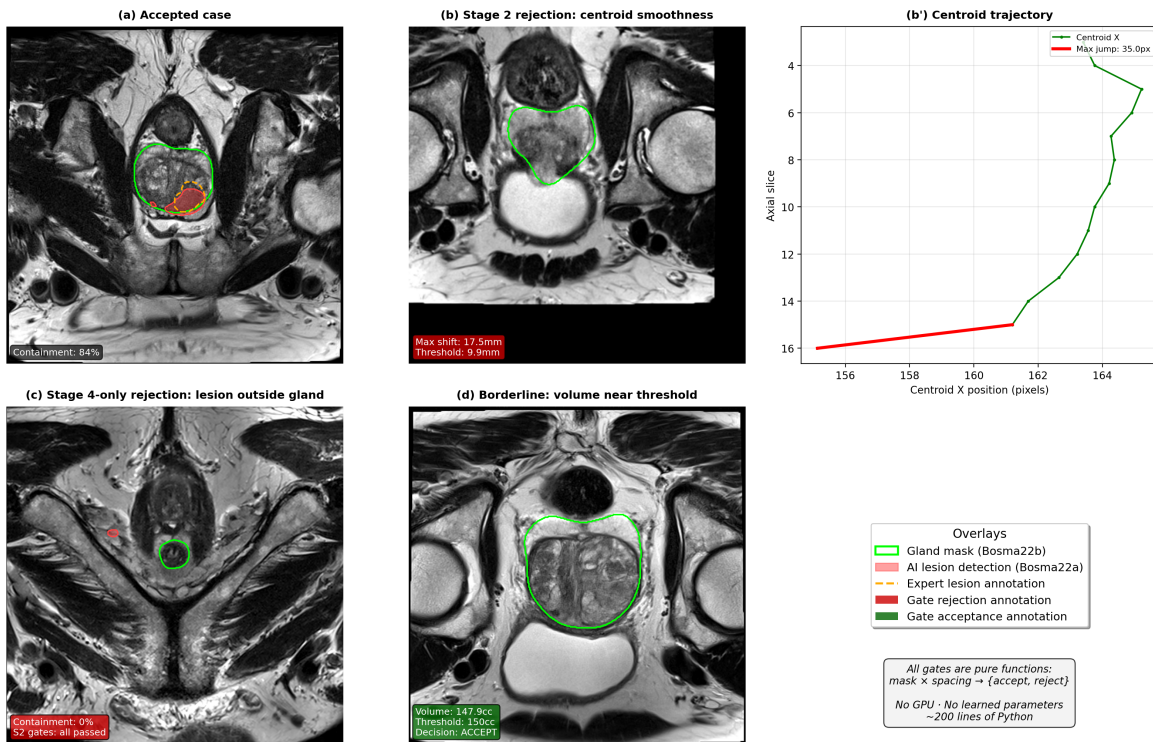 (a) Accepted case
Containment: 84%
(b) Stage 2 rejection: centroid smoothness
Max shift: 17.5mm
Threshold: 9.9mm
(b') Centroid trajectory
Centroid X
Max jump: 35.0px
4
6
8
10
12
14
16
Axial slice
156
158
160
162
164
Centroid X position (pixels)
(c) Stage 4-only rejection: lesion outside gland
Containment: 0%
S2 gates: all passed
(d) Borderline: volume near threshold
Volume: 147.9cc
Threshold: 150cc
Decision: ACCEPT
Overlays
Gland mask (Bosma22b)
AI lesion detection (Bosma22a)
Expert lesion annotation
Gate rejection annotation
Gate acceptance annotation
All gates are pure functions:
mask × spacing → {accept, reject}
No GPU · No learned parameters
~200 lines of Python